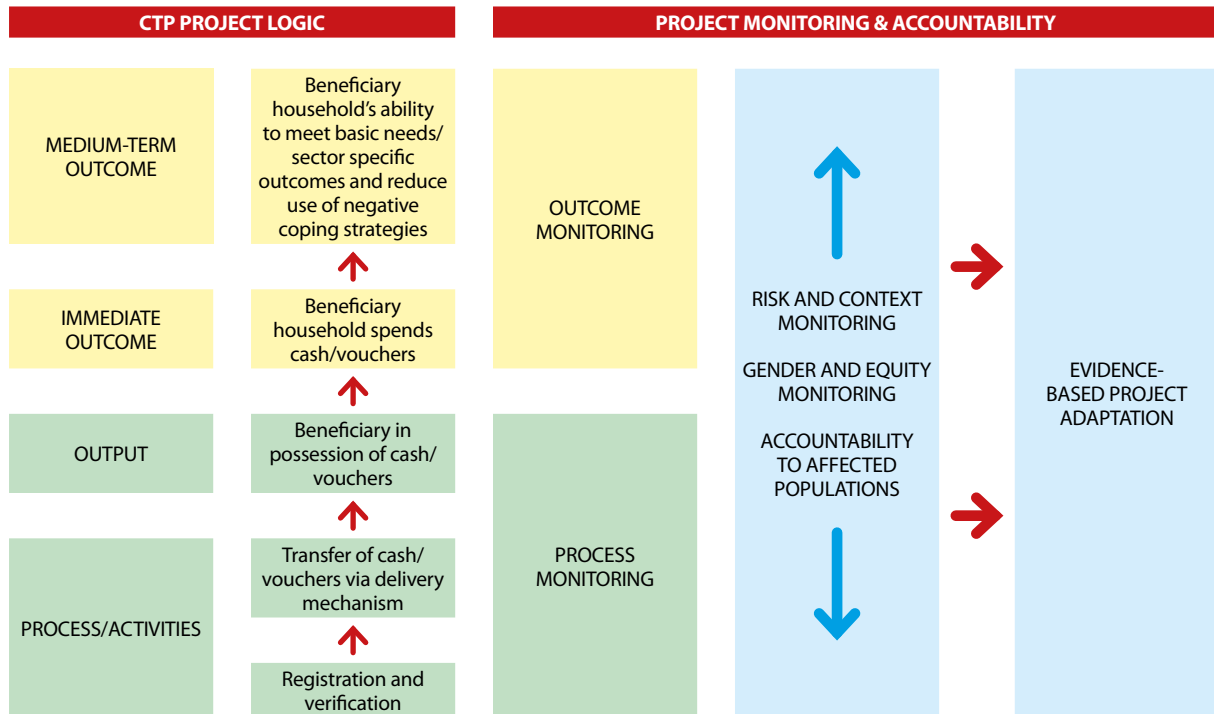 CTP PROJECT LOGIC
PROJECT MONITORING & ACCOUNTABILITY
MEDIUM-TERM
OUTCOME
Beneficiary
household’s ability
to meet basic needs/
sector specific
outcomes and reduce
use of negative
coping strategies
IMMEDIATE
OUTCOME
Beneficiary
household spends
cash/vouchers
OUTPUT
Beneficiary in
possession of cash/
vouchers
PROCESS/ACTIVITIES
Transfer of cash/
vouchers via delivery
mechanism
Registration and
verification
OUTCOME
MONITORING
PROCESS
MONITORING
RISK AND CONTEXT
MONITORING
GENDER AND EQUITY
MONITORING
ACCOUNTABILITY
TO AFFECTED
POPULATIONS
EVIDENCE-
BASED PROJECT
ADAPTATION